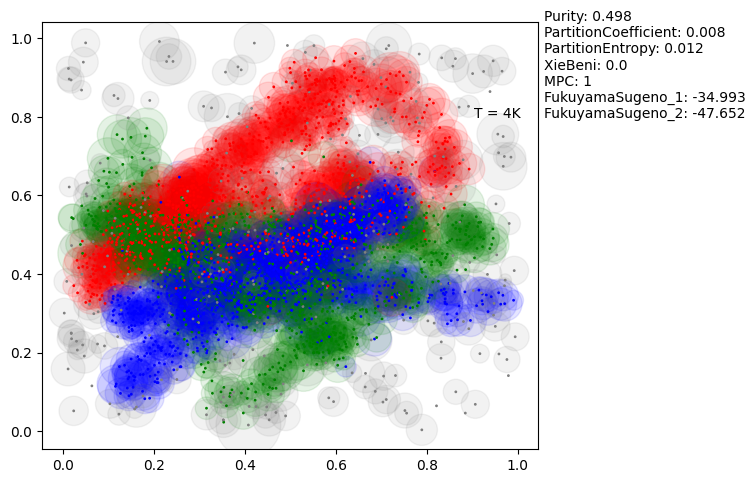 Purity: 0.498
PartitionCoefficient: 0.008
PartitionEntropy: 0.012
XieBeni: 0.0
MPC: 1
FukuyamaSugeno_1: -34.993
FukuyamaSugeno_2: -47.652
T = 4K
1.0
0.8
0.6
0.4
0.2
0.0
0.0 0.2 0.4 0.6 0.8 1.0